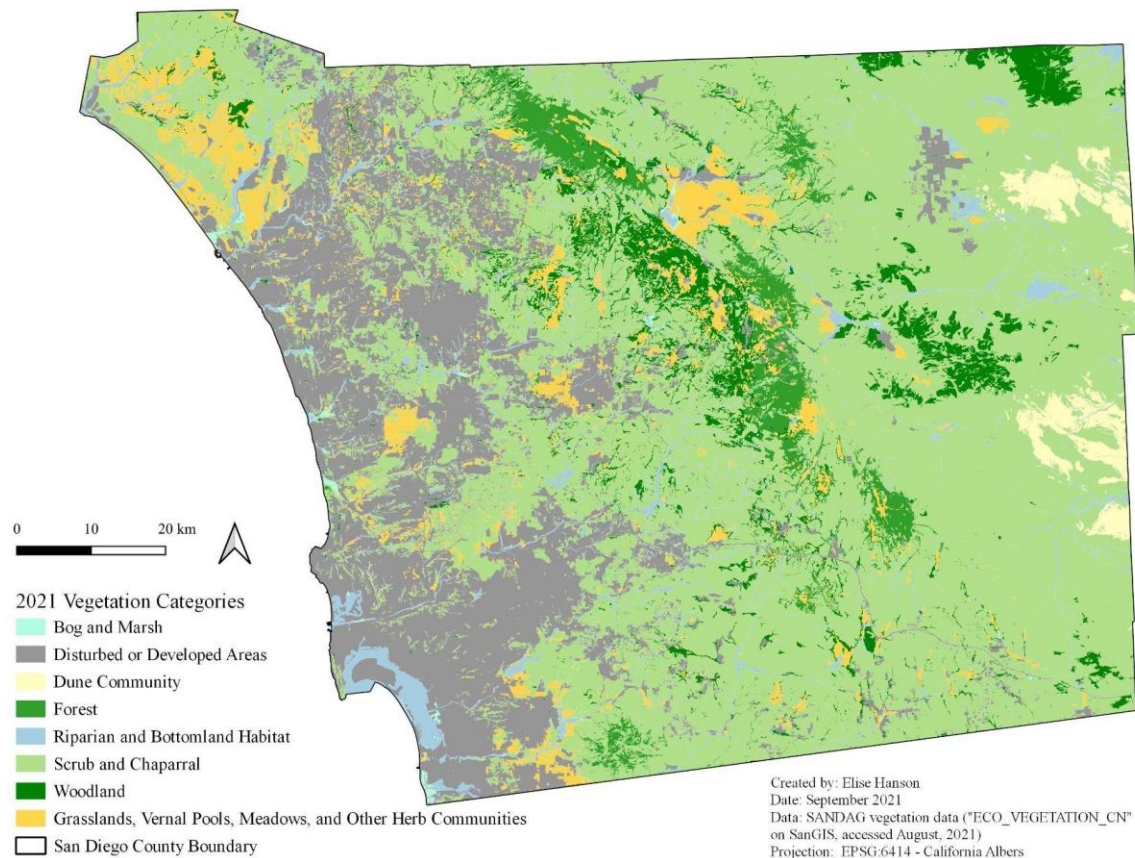 0 10 20 km
2021 Vegetation Categories
Bog and Marsh
Disturbed or Developed Areas
Dune Community
Forest
Riparian and Bottomland Habitat
Scrub and Chaparral
Woodland
Grasslands, Vernal Pools, Meadows, and Other Herb Communities
San Diego County Boundary
Created by: Elise Hanson
Date: September 2021
Data: SANDAG vegetation data ("ECO_VEGETATION_CN"
on SanGIS, accessed August, 2021)
Projection: EPSG:6414 - California Albers